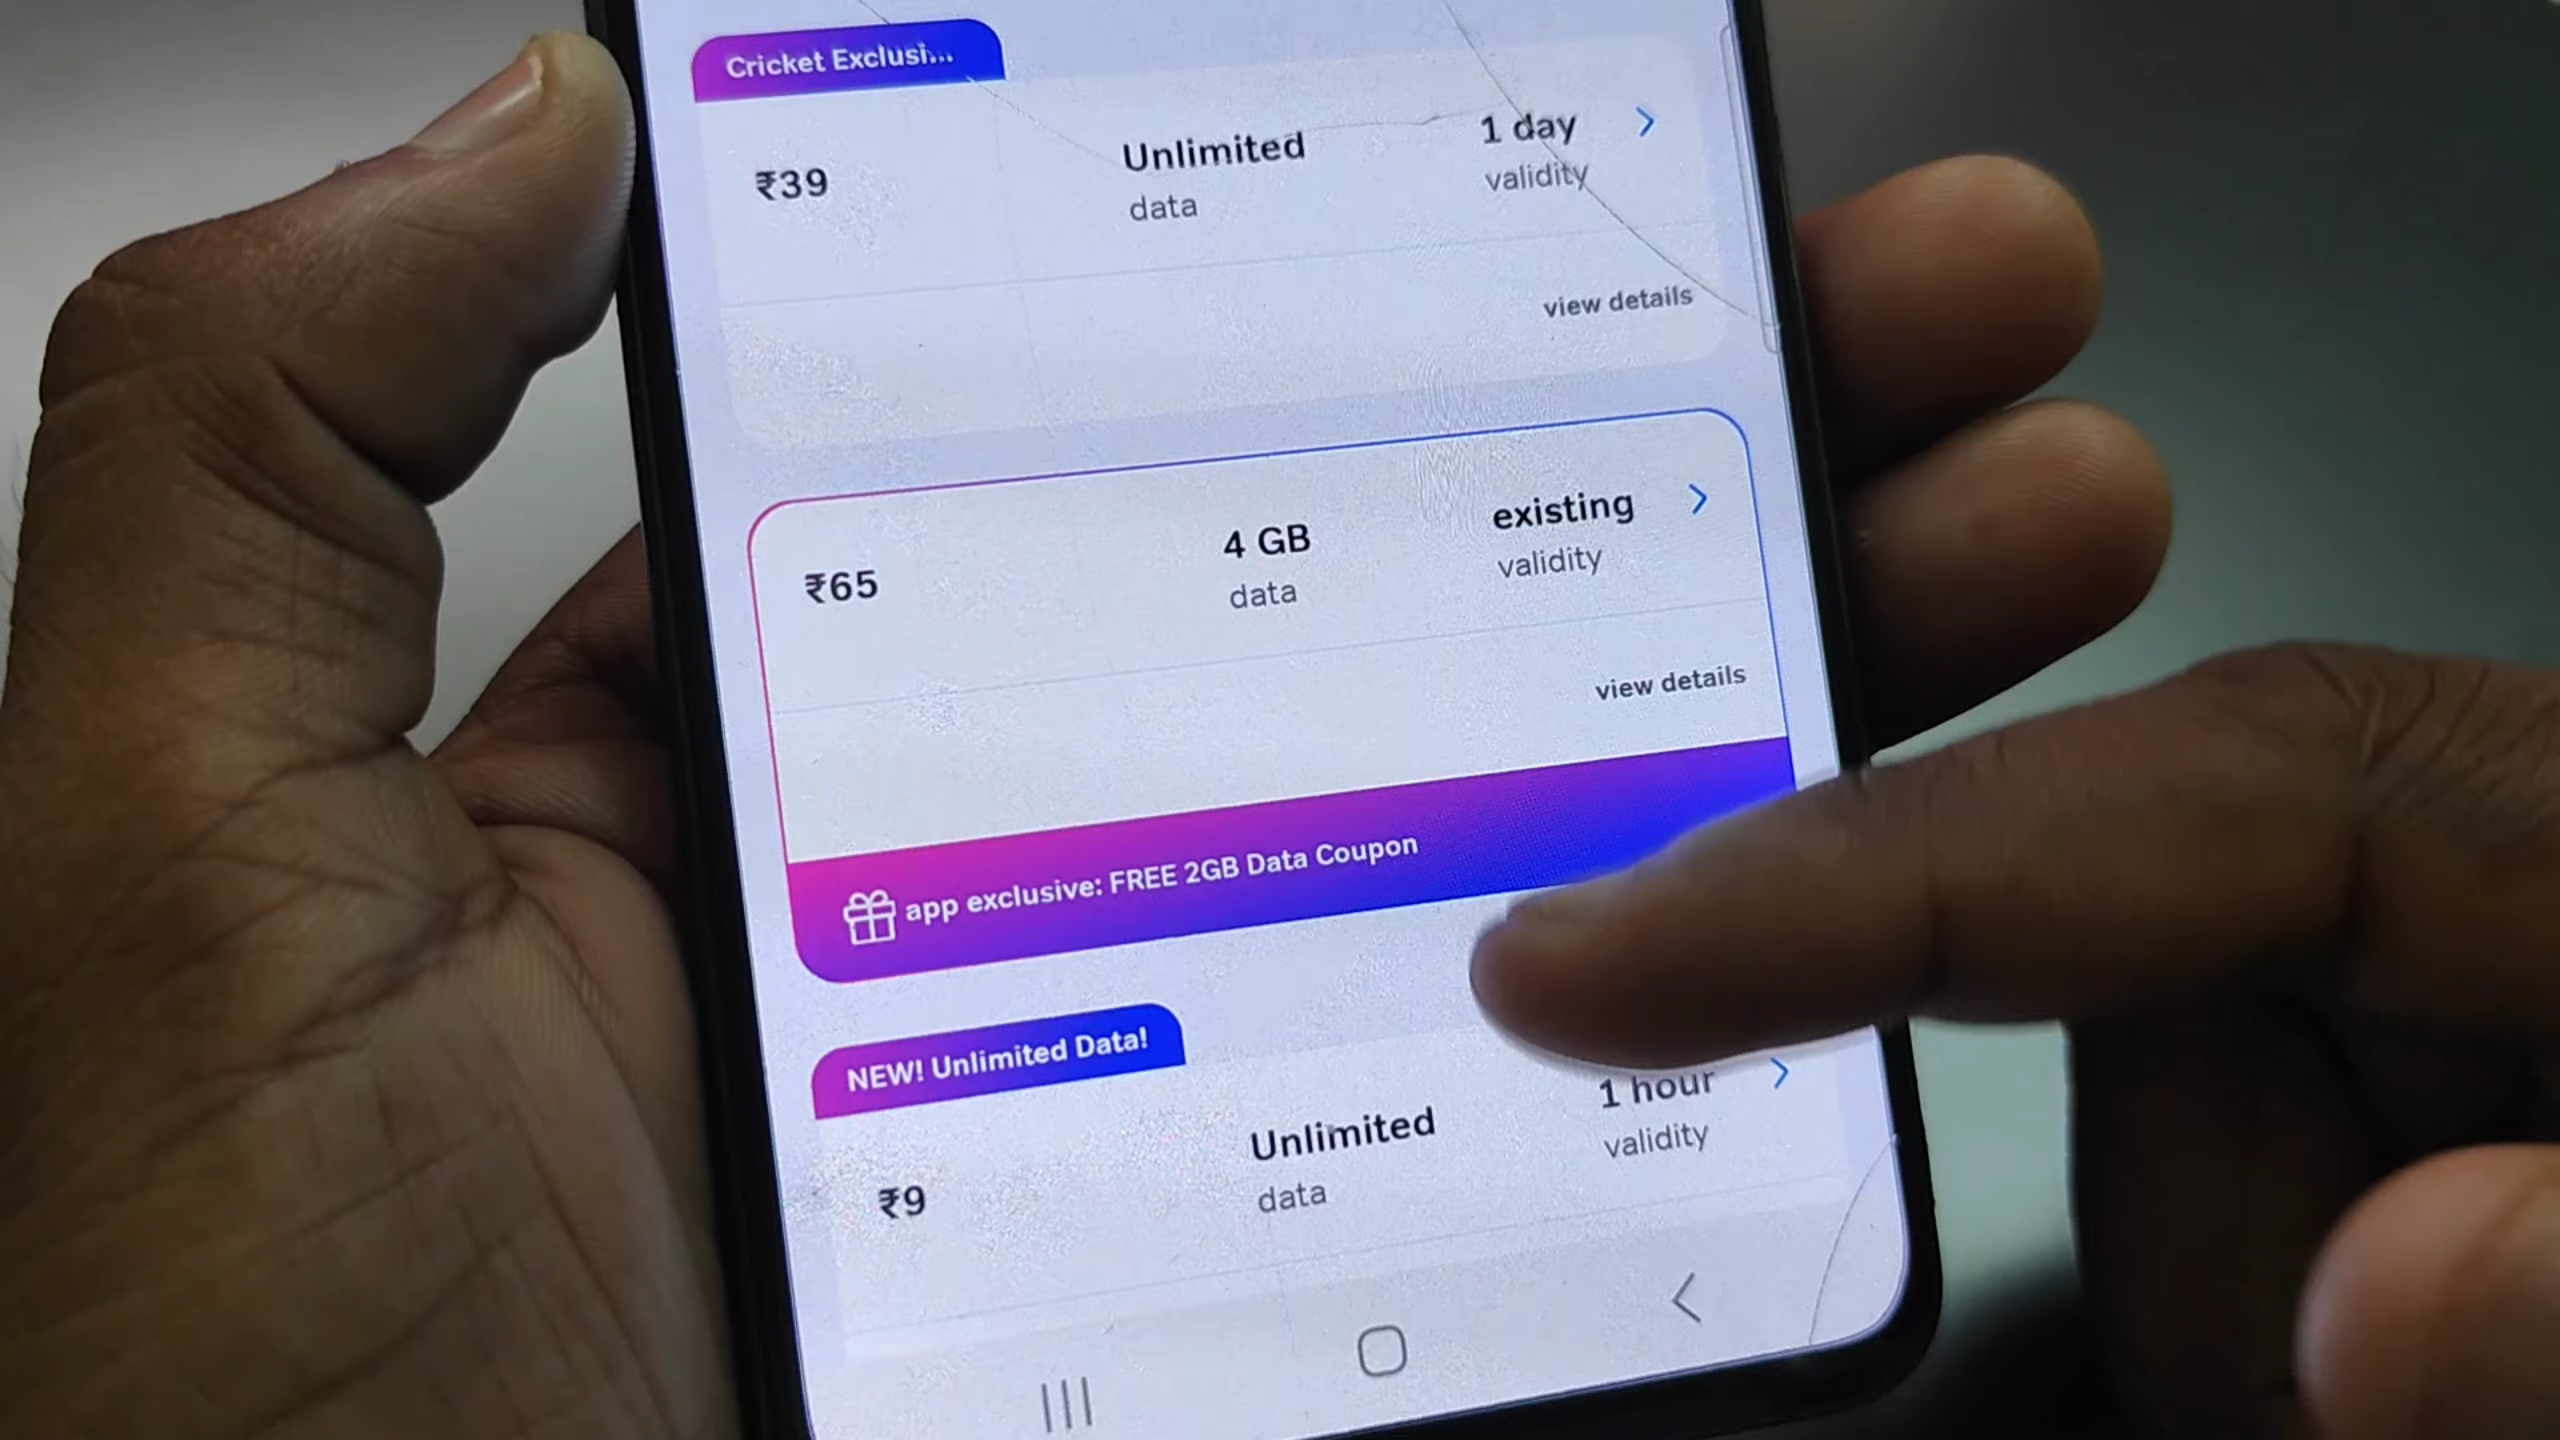 Cricket Exclusi...
₹39
Unlimited
data
1 day
validity
view details
₹65
4 GB
data
existing
validity
view details
app exclusive: FREE 2GB Data Coupon
NEW! Unlimited Data!
₹9
Unlimited
data
1 hour
validity